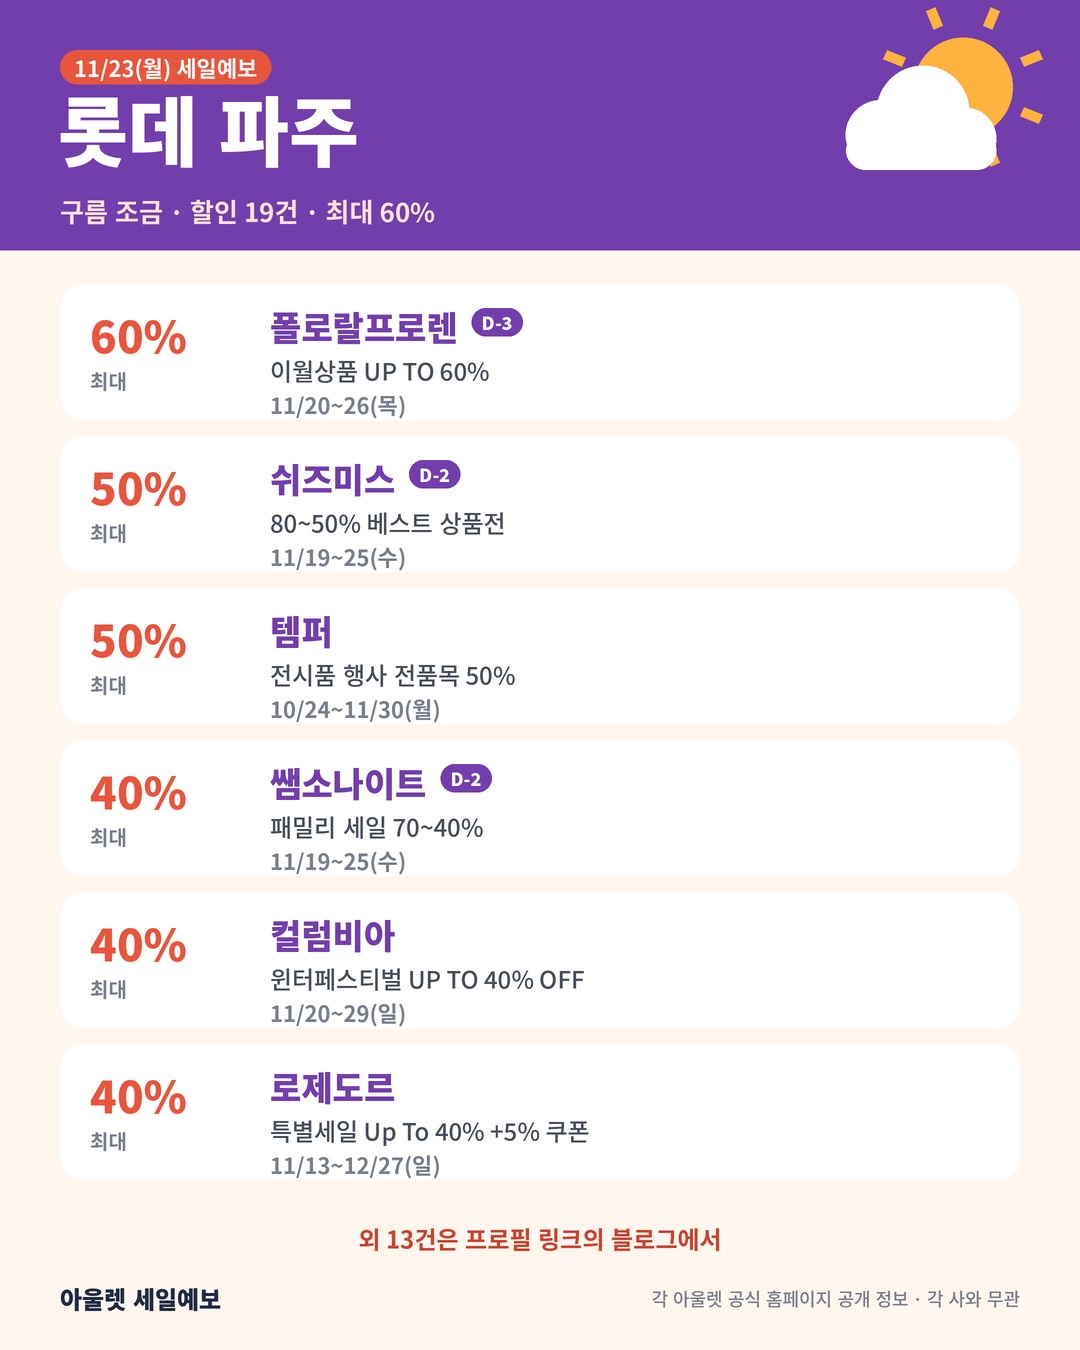 11/23(월) 세일예보
롯데 파주
구름 조금 · 할인 19건 · 최대 60%
60%
최대
폴로랄프로렌 D-3
이월상품 UP TO 60%
11/20~26(목)
50%
최대
쉬즈미스 D-2
80~50% 베스트 상품전
11/19~25(수)
50%
최대
템퍼
전시품 행사 전품목 50%
10/24~11/30(월)
40%
최대
쌤소나이트 D-2
패밀리 세일 70~40%
11/19~25(수)
40%
최대
컬럼비아
윈터페스티벌 UP TO 40% OFF
11/20~29(일)
40%
최대
로제도르
특별세일 Up To 40% +5% 쿠폰
11/13~12/27(일)
외 13건은 프로필 링크의 블로그에서
아울렛 세일예보
각 아울렛 공식 홈페이지 공개 정보 · 각 사와 무관